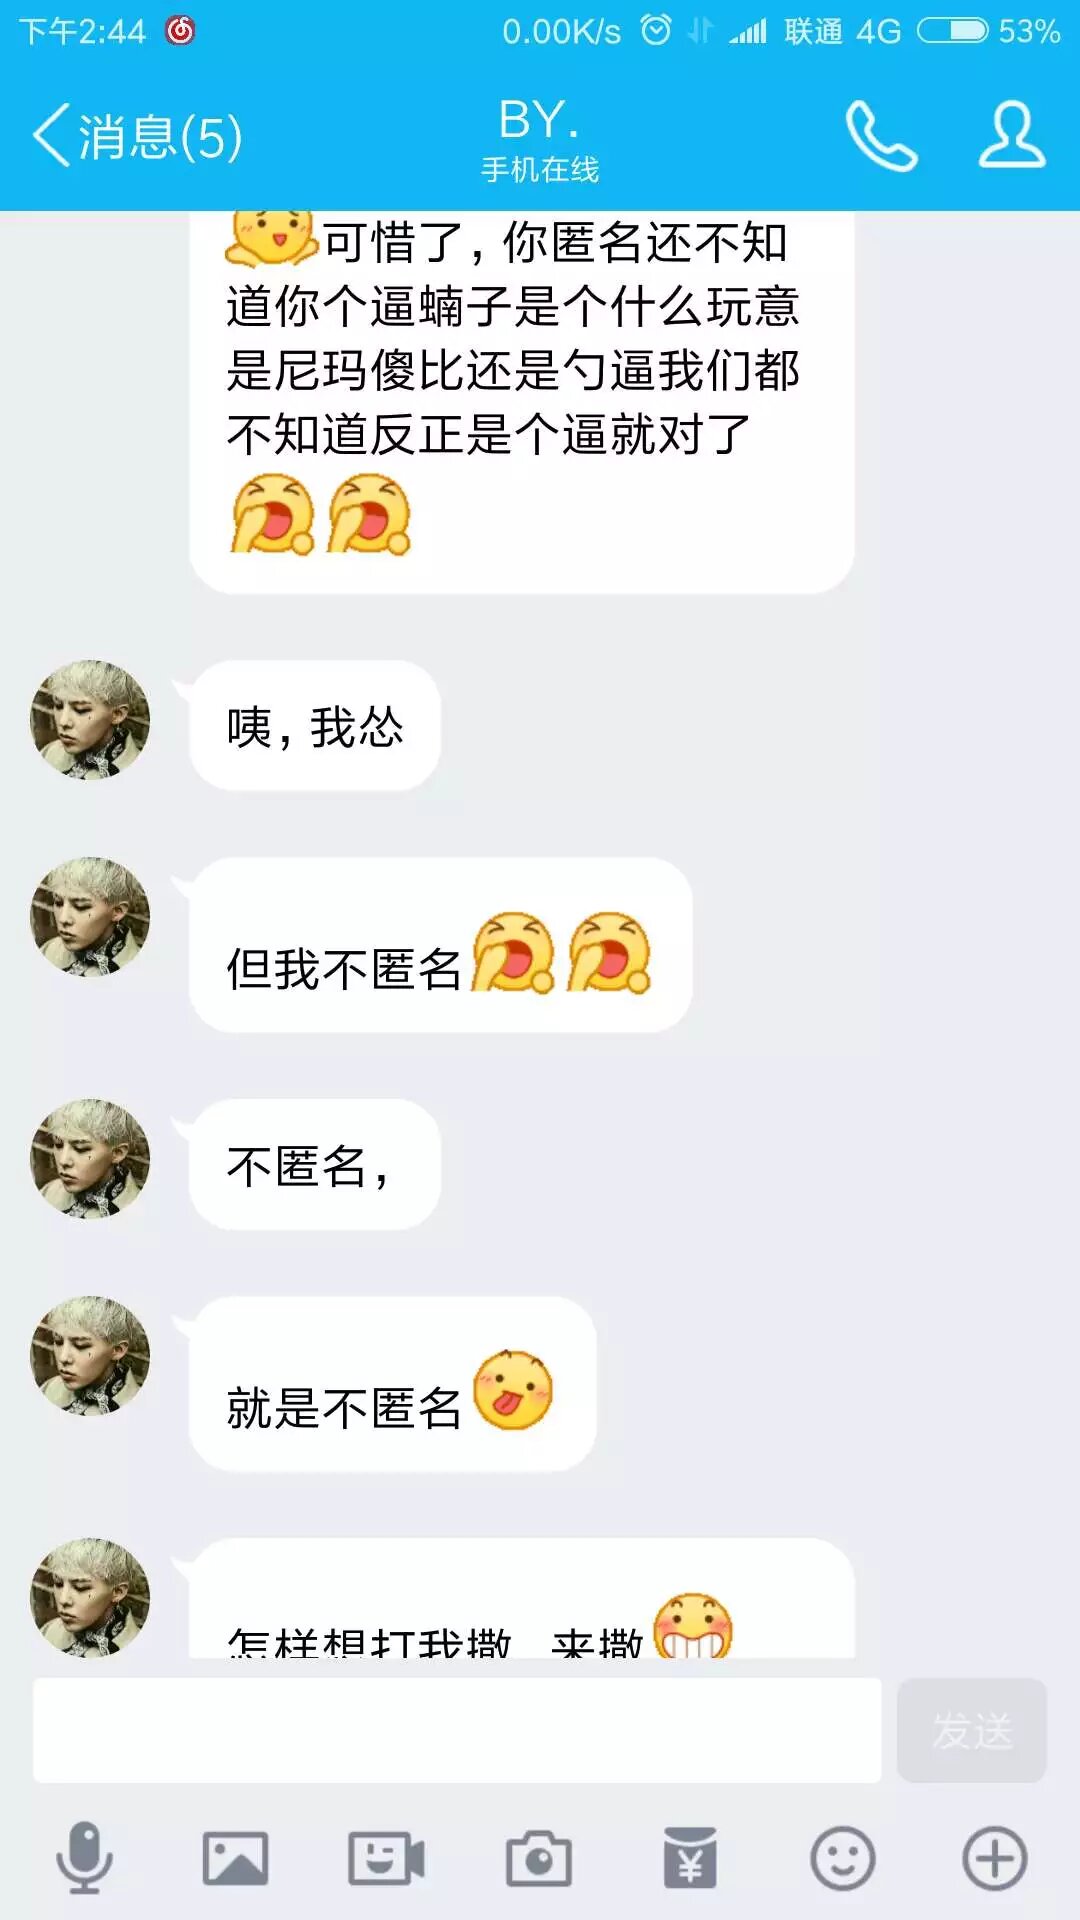 下午2:44 0.00K/s 联通 4G 53%
消息(5)
BY.
手机在线
可惜了,你匿名还不知
道你个逼蝻子是个什么玩意
是尼玛傻比还是勺逼我们都
不知道反正是个逼就对了
咦,我怂
但我不匿名
不匿名,
就是不匿名
怎样想打我撒 来撒
发送